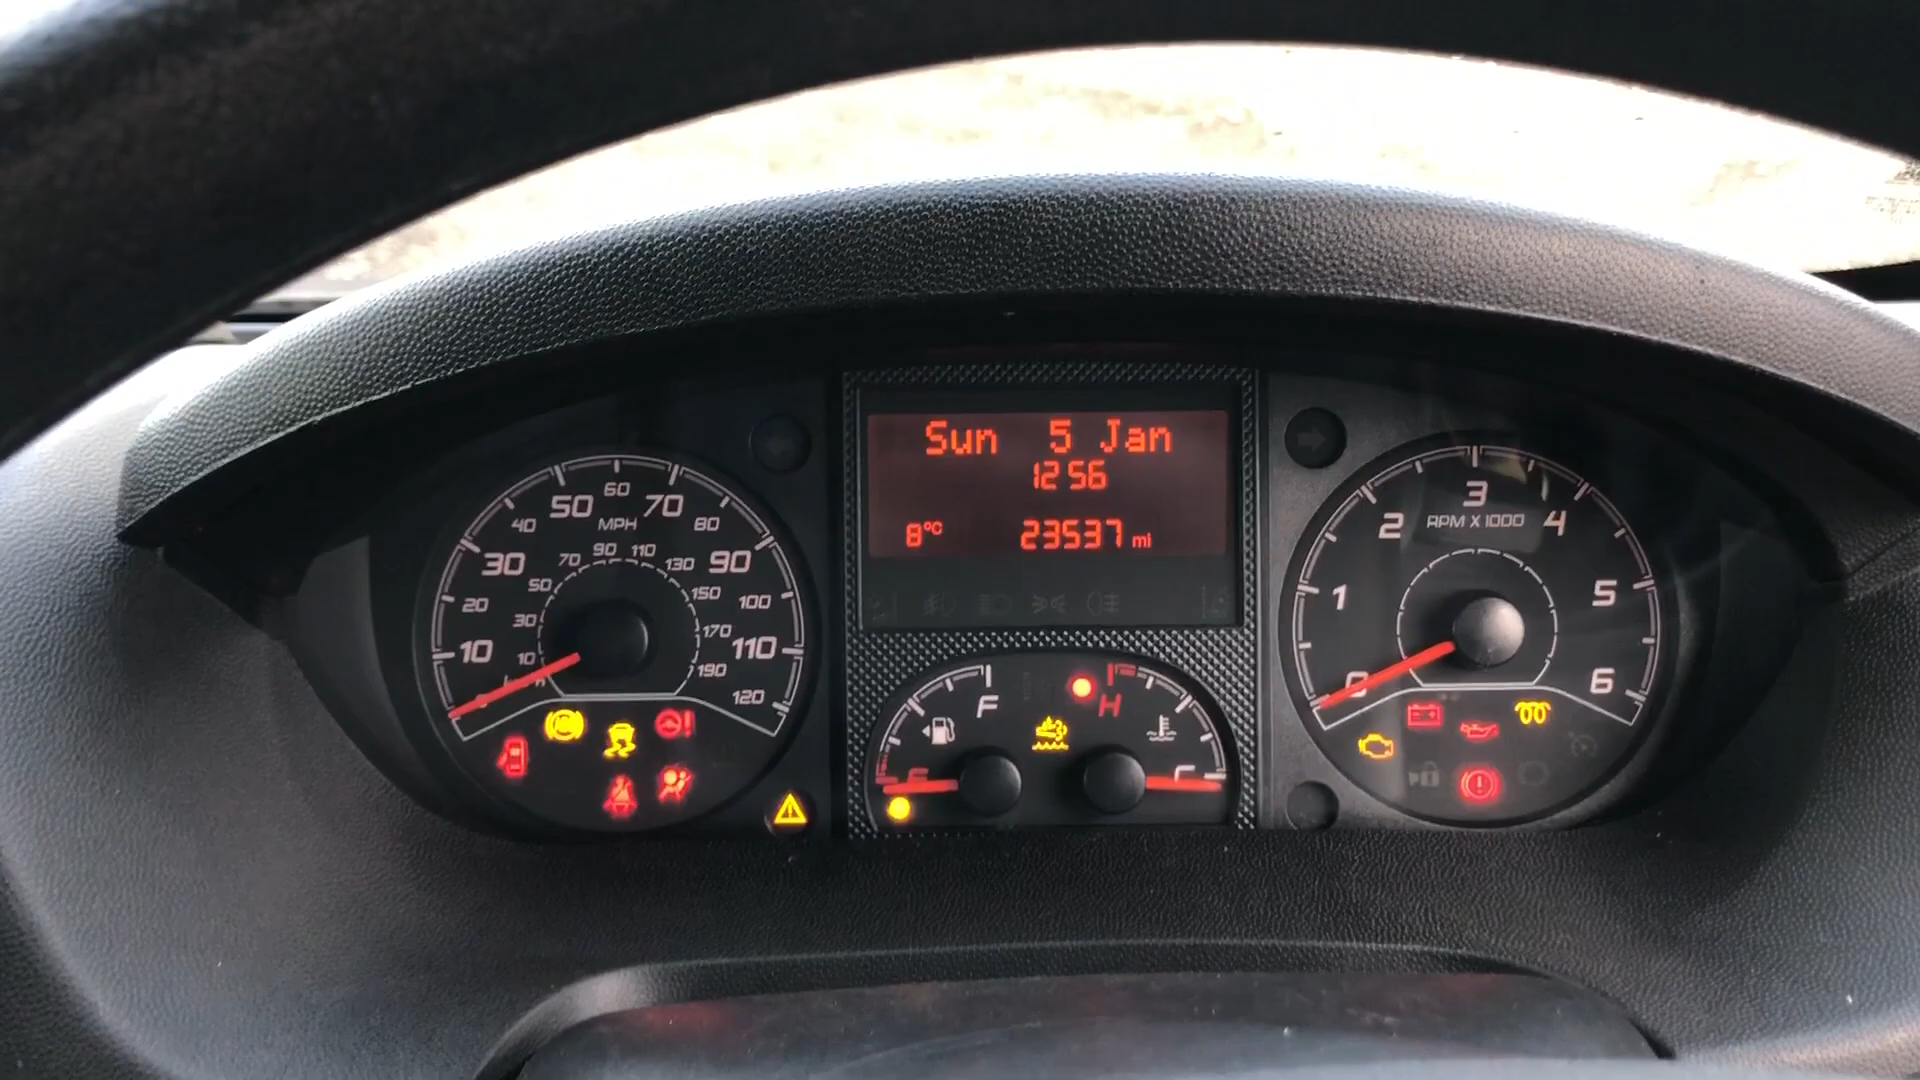 Sun 5 Jan
12 56
8°C 23537 mi
10 20 30 40 50 60 70 80 90 100 110 120
MPH
10 30 50 70 90 110 130 150 170 190
F
E
H
C
0 1 2 3 4 5 6
RPM X 1000
P